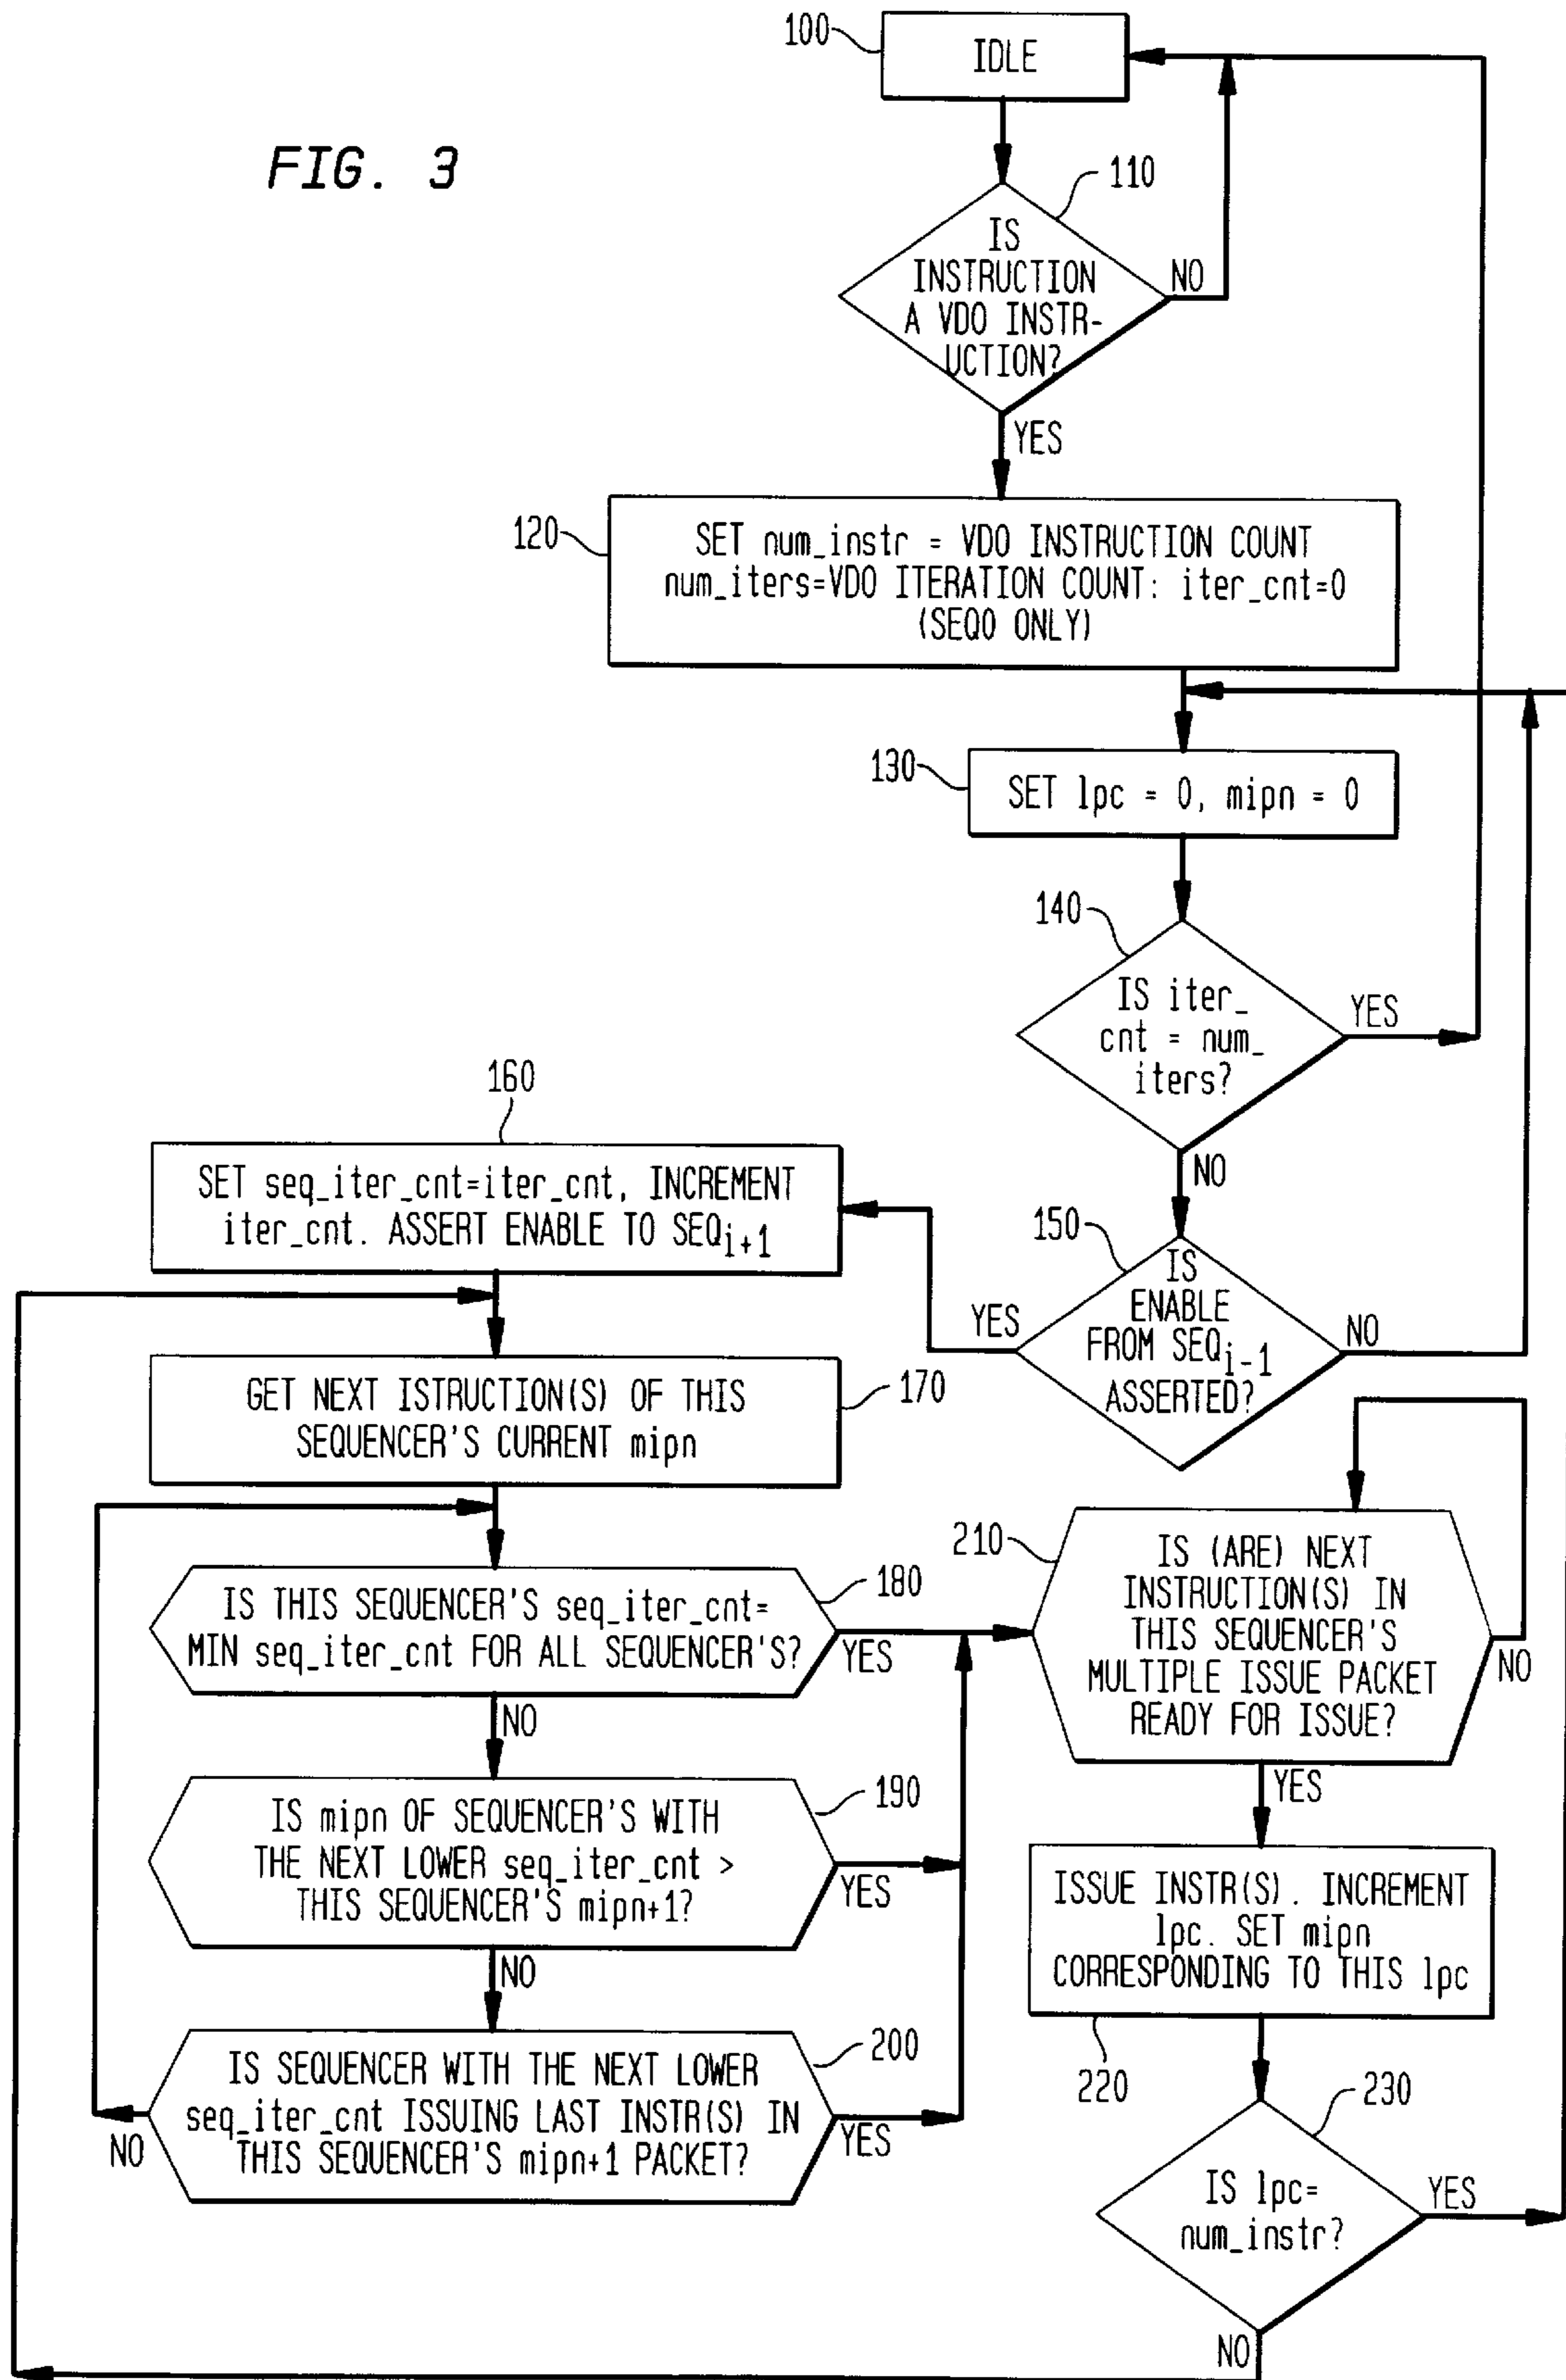 FIG. 3
100
IDLE
110
IS
INSTRUCTION
A VDO INSTR-
UCTION?
NO
YES
120
SET num_instr = VDO INSTRUCTION COUNT
num_iters=VDO ITERATION COUNT: iter_cnt=0
(SEQ0 ONLY)
130
SET lpc = 0, mipn = 0
140
IS iter_
cnt = num_
iters?
YES
NO
150
IS
ENABLE
FROM SEQi-1
ASSERTED?
YES
NO
160
SET seq_iter_cnt=iter_cnt, INCREMENT
iter_cnt. ASSERT ENABLE TO SEQi+1
170
GET NEXT ISTRUCTION(S) OF THIS
SEQUENCER'S CURRENT mipn
180
IS THIS SEQUENCER'S seq_iter_cnt=
MIN seq_iter_cnt FOR ALL SEQUENCER'S?
YES
NO
190
IS mipn OF SEQUENCER'S WITH
THE NEXT LOWER seq_iter_cnt >
THIS SEQUENCER'S mipn+1?
YES
NO
200
IS SEQUENCER WITH THE NEXT LOWER
seq_iter_cnt ISSUING LAST INSTR(S) IN
THIS SEQUENCER'S mipn+1 PACKET?
YES
NO
210
IS (ARE) NEXT
INSTRUCTION(S) IN
THIS SEQUENCER'S
MULTIPLE ISSUE PACKET
READY FOR ISSUE?
NO
YES
ISSUE INSTR(S). INCREMENT
lpc. SET mipn
CORRESPONDING TO THIS lpc
220
230
IS lpc=
num_instr?
YES
NO